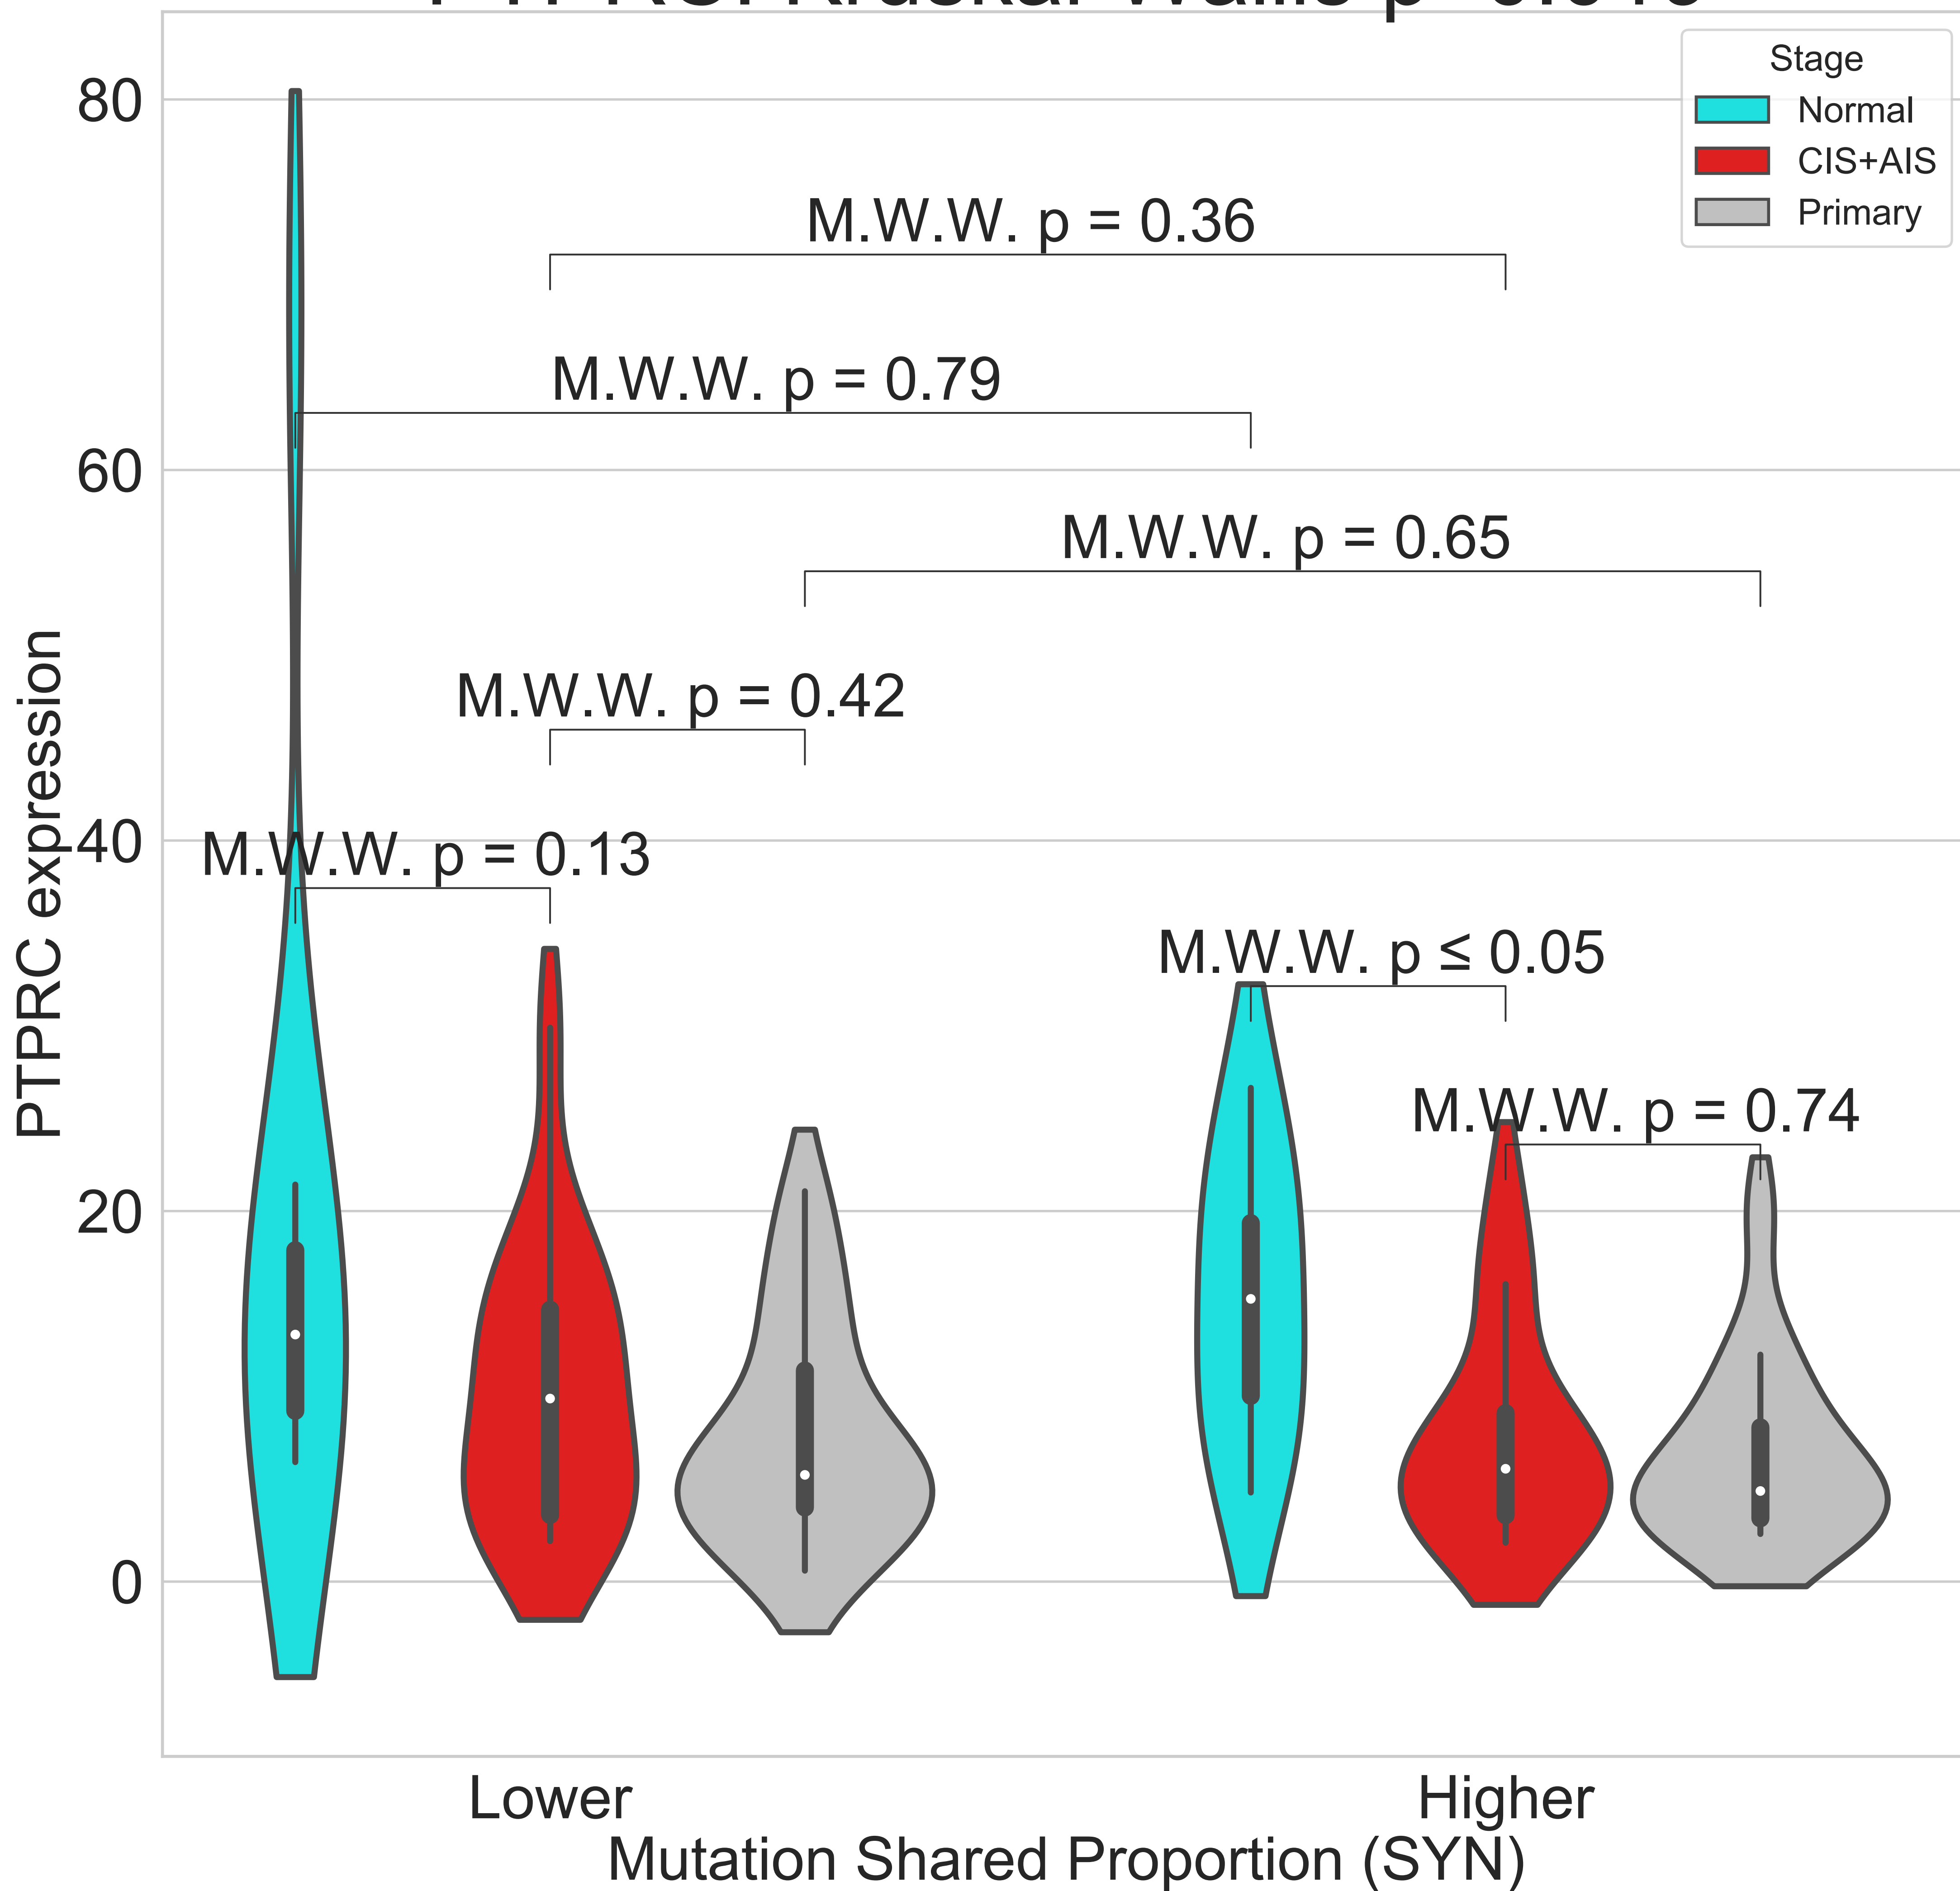 Stage
Normal
CIS+AIS
Primary
80
60
40
20
0
PTPRC expression
M.W.W. p = 0.36
M.W.W. p = 0.79
M.W.W. p = 0.65
M.W.W. p = 0.42
M.W.W. p = 0.13
M.W.W. p ≤ 0.05
M.W.W. p = 0.74
Lower
Higher
Mutation Shared Proportion (SYN)